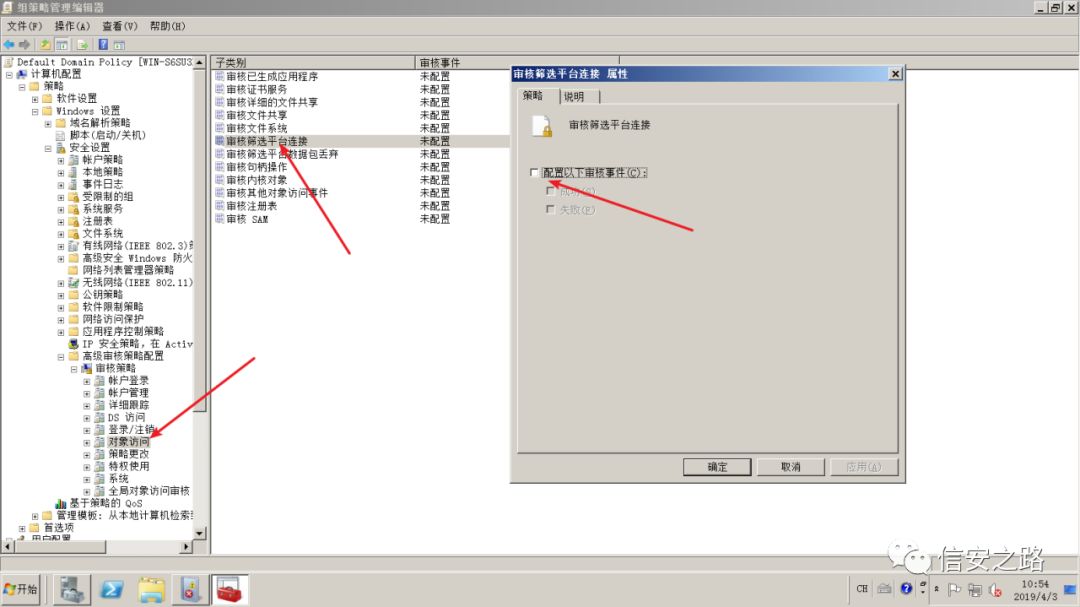 组策略管理编辑器
文件(F) 操作(A) 查看(V) 帮助(H)
Default Domain Policy [WIN-S6SU3
计算机配置
策略
软件设置
Windows 设置
域名解析策略
脚本(启动/关机)
安全设置
帐户策略
本地策略
事件日志
受限制的组
系统服务
注册表
文件系统
有线网络(IEEE 802.3)策
高级安全 Windows 防火
网络列表管理器策略
无线网络(IEEE 802.11)
公钥策略
软件限制策略
网络访问保护
应用程序控制策略
IP 安全策略，在 Activ
高级审核策略配置
审核策略
帐户登录
帐户管理
详细跟踪
DS 访问
登录/注销
对象访问
策略更改
特权使用
系统
全局对象访问审核
基于策略的 QoS
管理模板: 从本地计算机检索
首选项
用户配置
子类别 审核事件
审核已生成应用程序 未配置
审核证书服务 未配置
审核详细的文件共享 未配置
审核文件共享 未配置
审核文件系统 未配置
审核筛选平台连接 未配置
审核筛选平台数据包丢弃 未配置
审核句柄操作 未配置
审核内核对象 未配置
审核其他对象访问事件 未配置
审核注册表 未配置
审核 SAM 未配置
审核筛选平台连接 属性
策略 说明
审核筛选平台连接
配置以下审核事件(C):
成功(S)
失败(F)
确定 取消 应用(A)
信安之路
开始
CH
10:54
2019/4/3